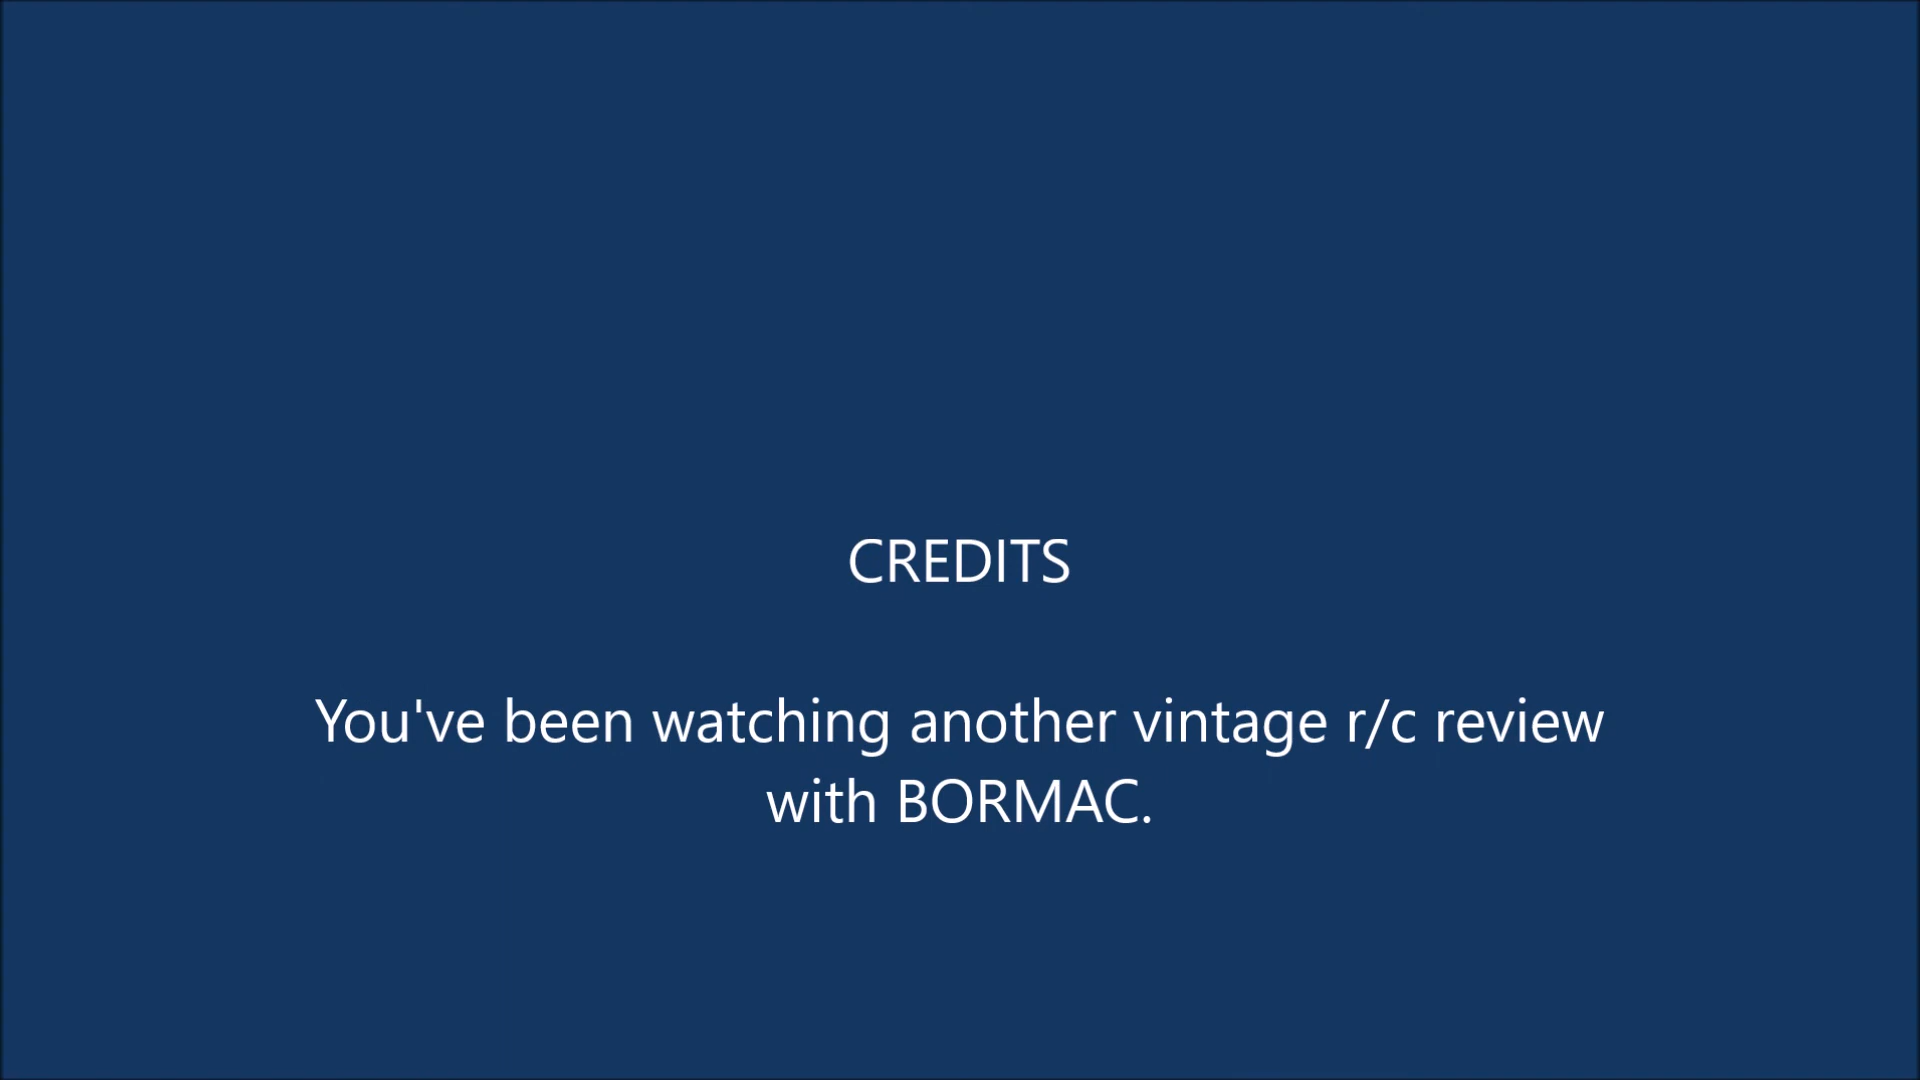 CREDITS
You've been watching another vintage r/c review
with BORMAC.